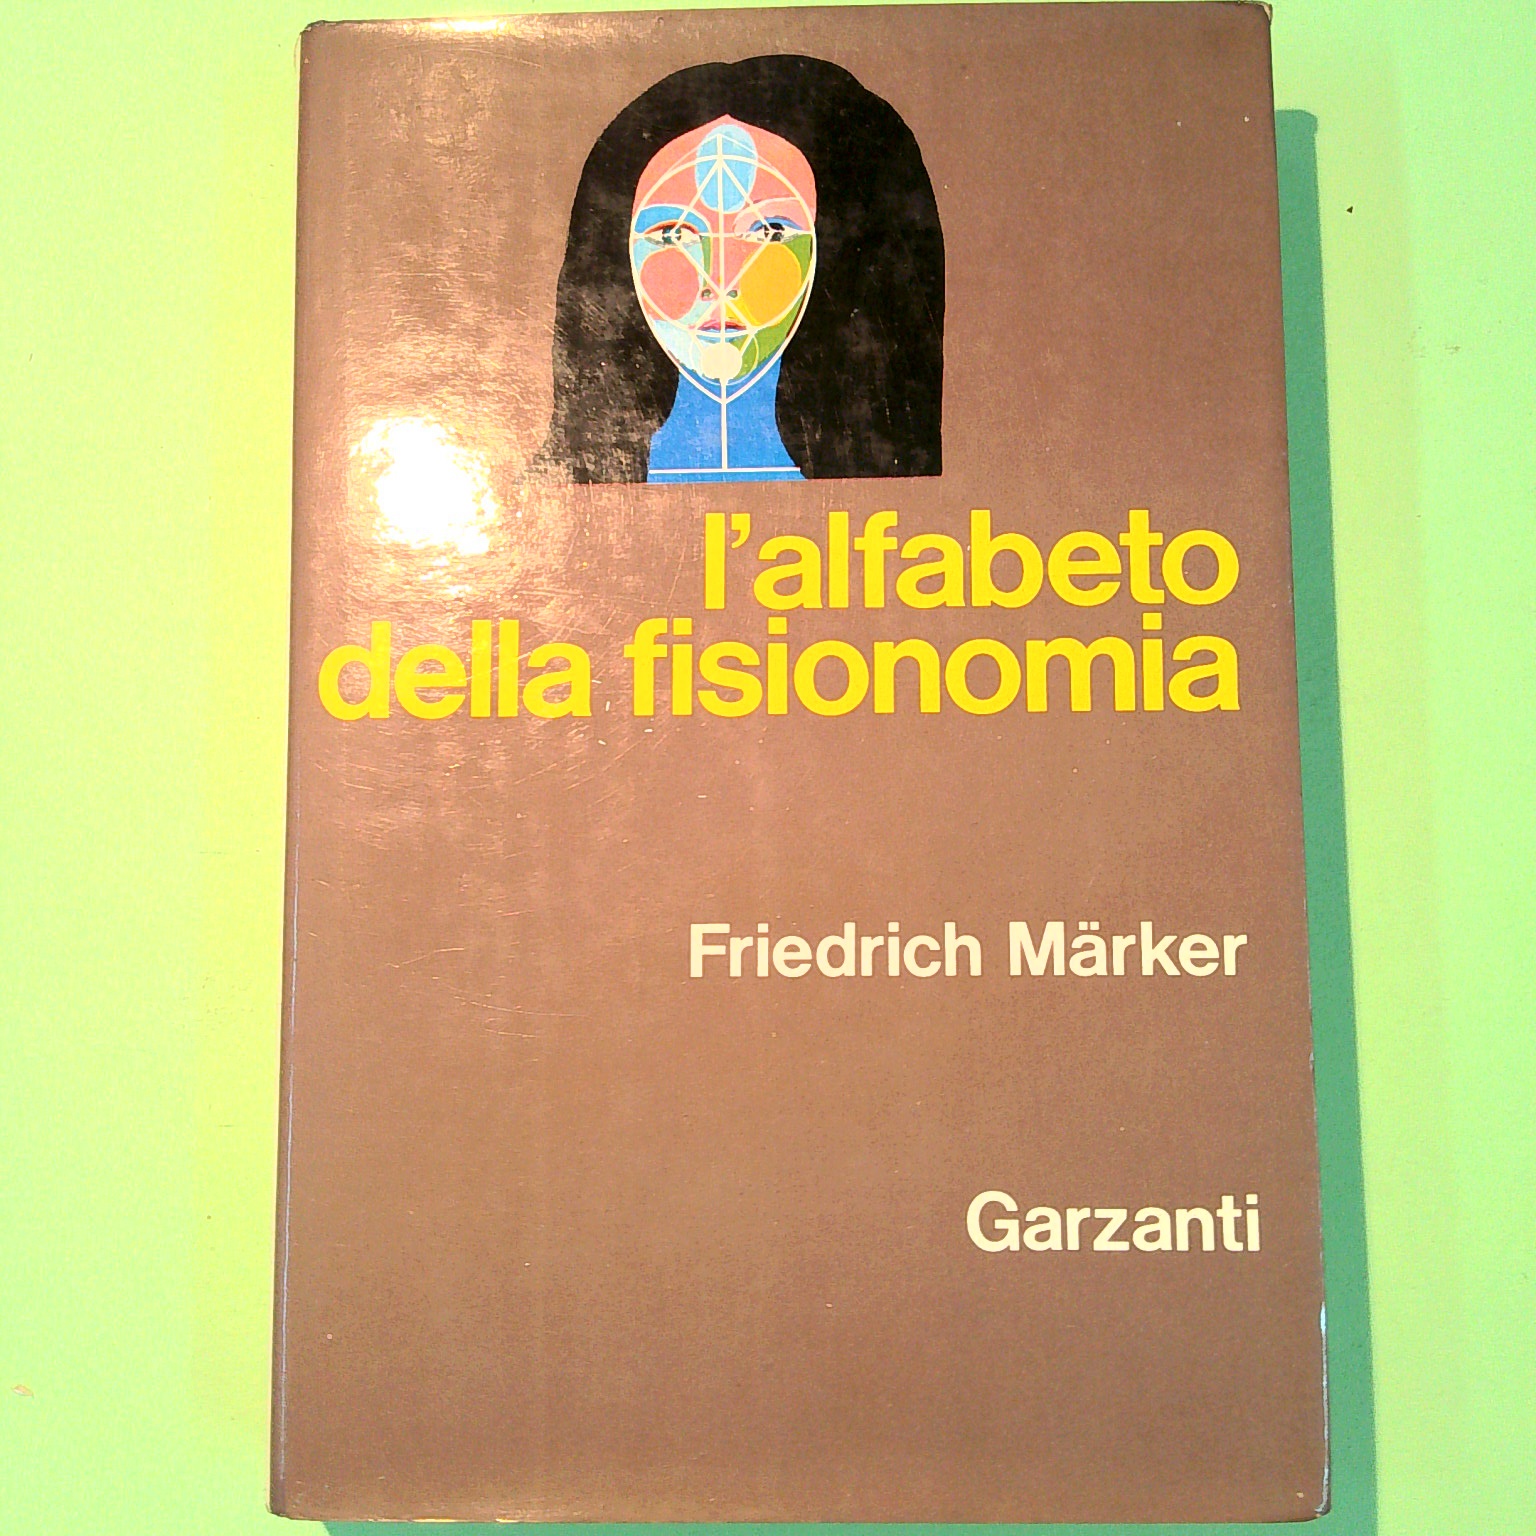 l'alfabeto
della fisionomia
Friedrich Märker
Garzanti